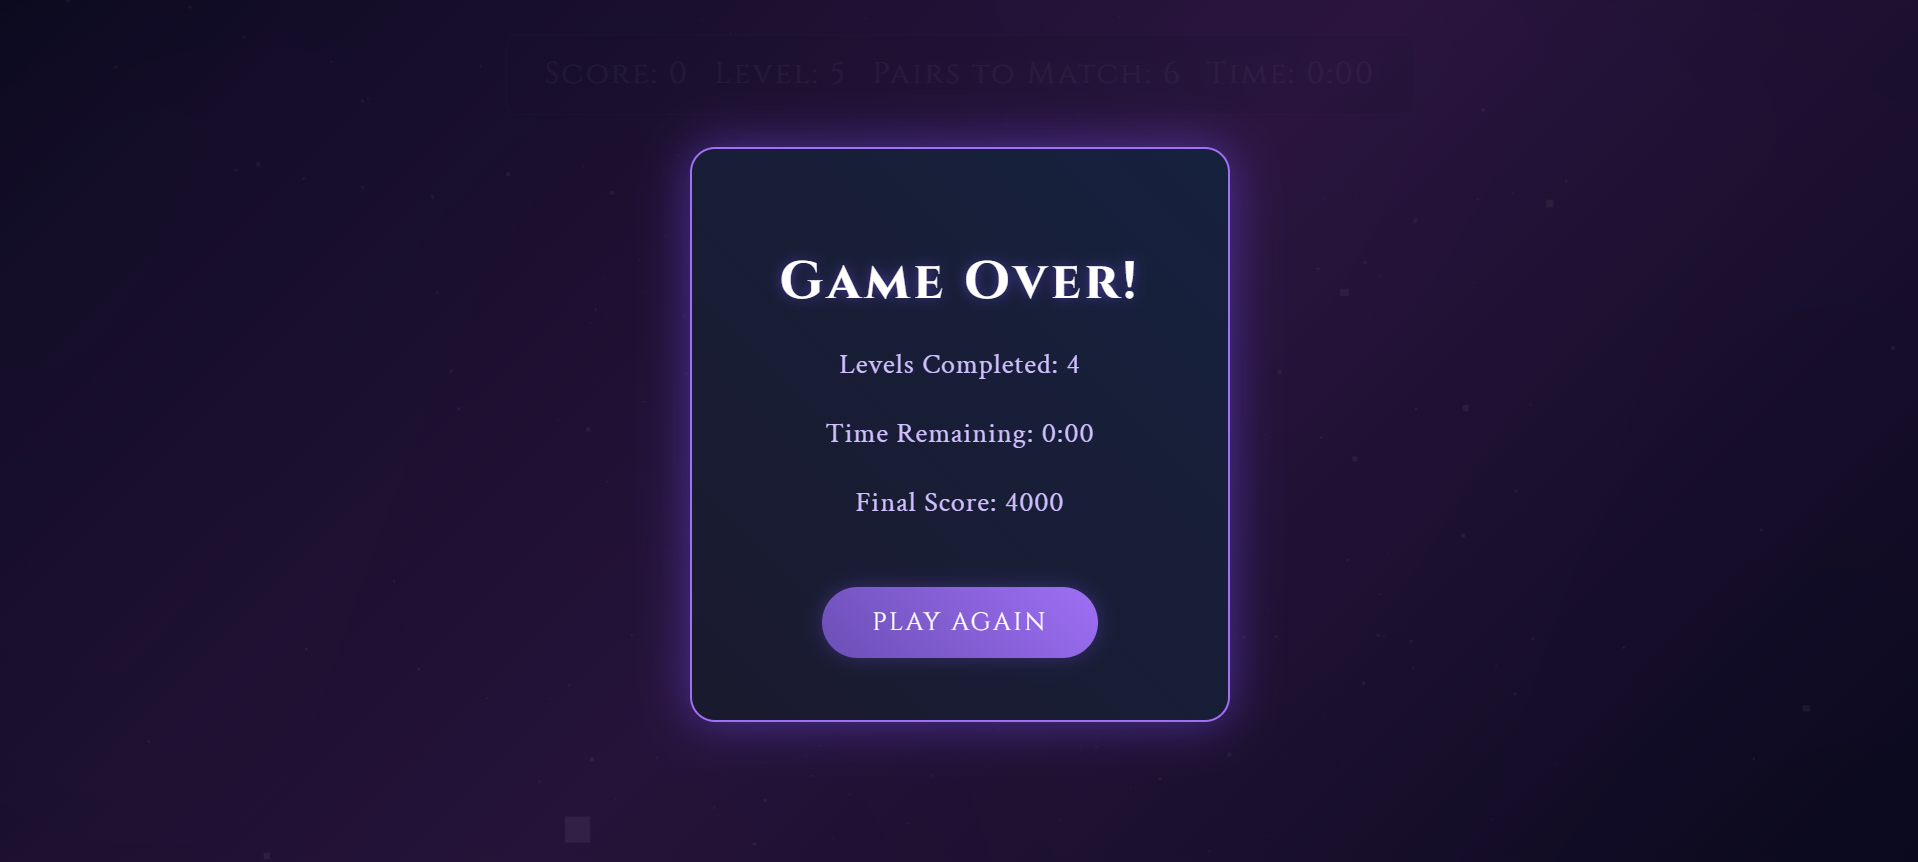 Score: 0 Level: 5 Pairs to Match: 6 Time: 0:00
Game Over!
Levels Completed: 4
Time Remaining: 0:00
Final Score: 4000
PLAY AGAIN